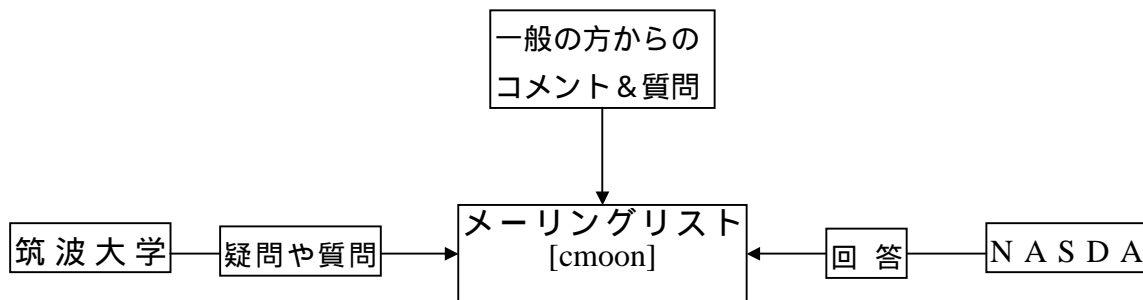 一般の方からの
コメント＆質問
筑波大学
疑問や質問
メーリングリスト
[cmoon]
回答
NASDA